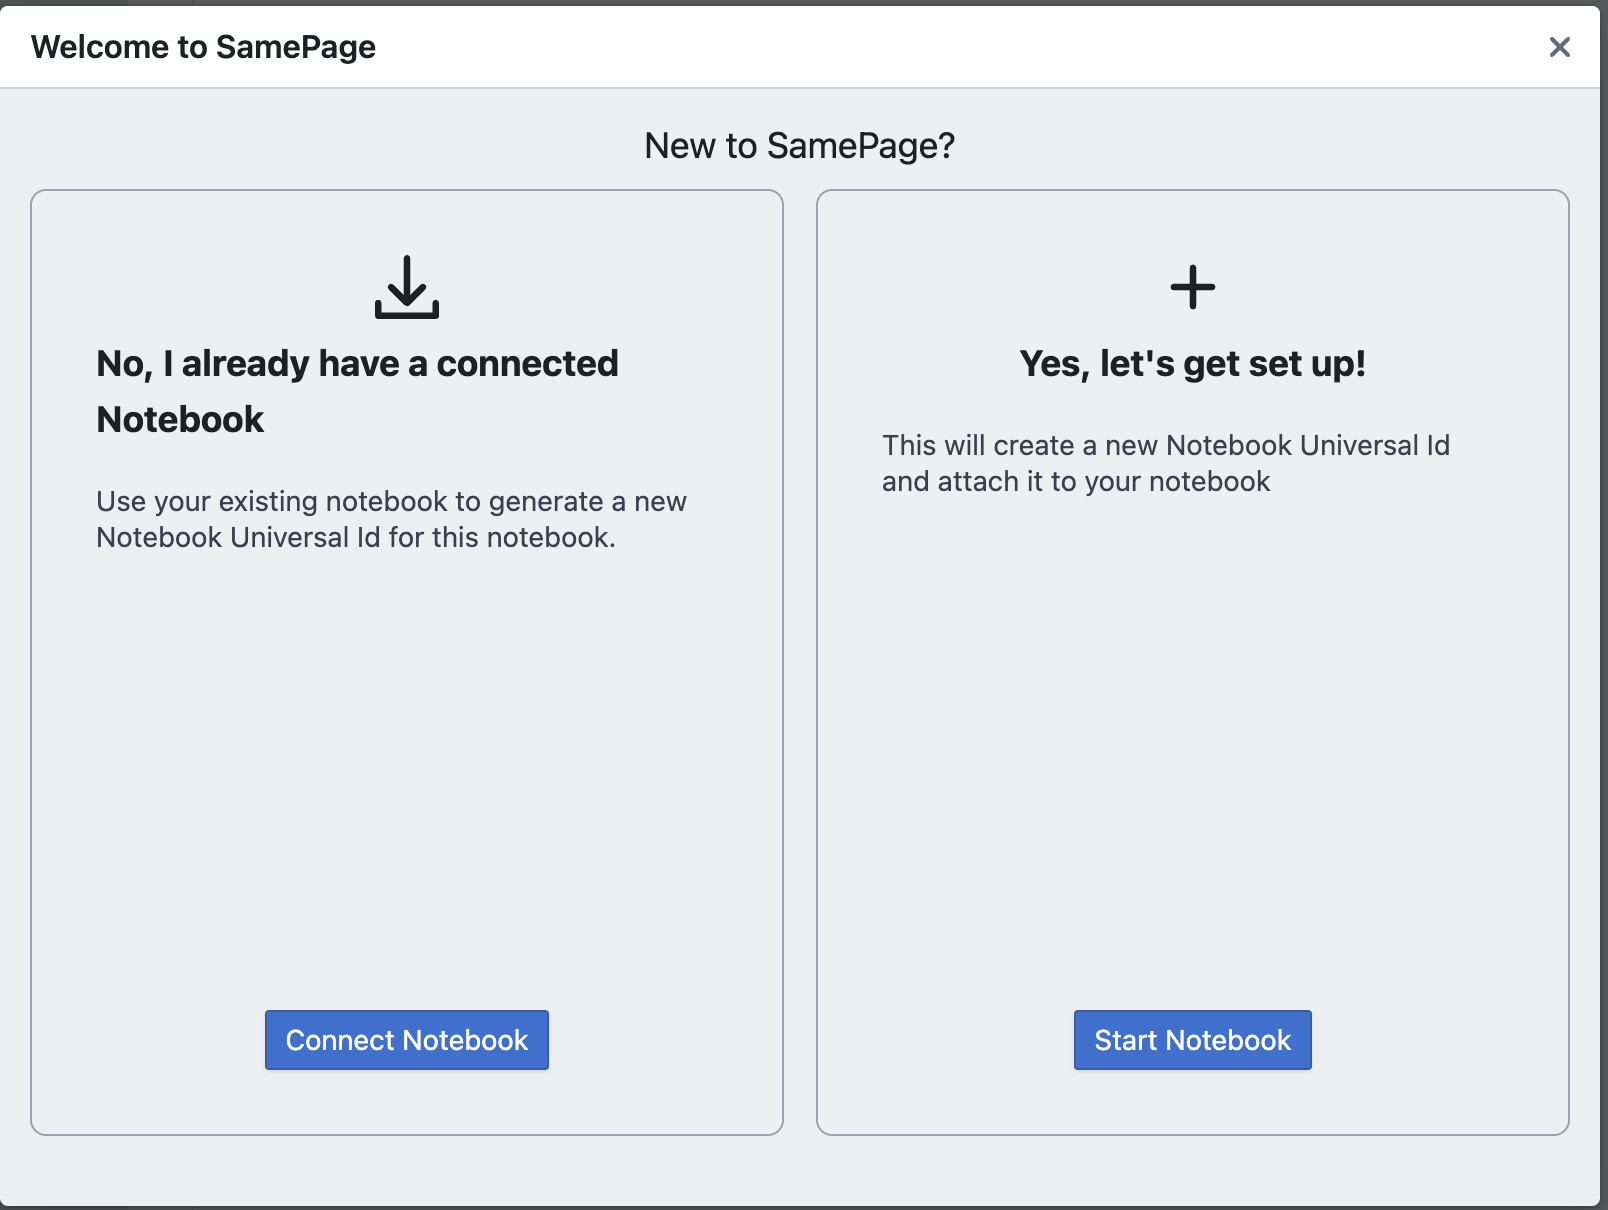 Welcome to SamePage
New to SamePage?
No, I already have a connected
Notebook
Use your existing notebook to generate a new
Notebook Universal Id for this notebook.
Connect Notebook
Yes, let's get set up!
This will create a new Notebook Universal Id
and attach it to your notebook
Start Notebook